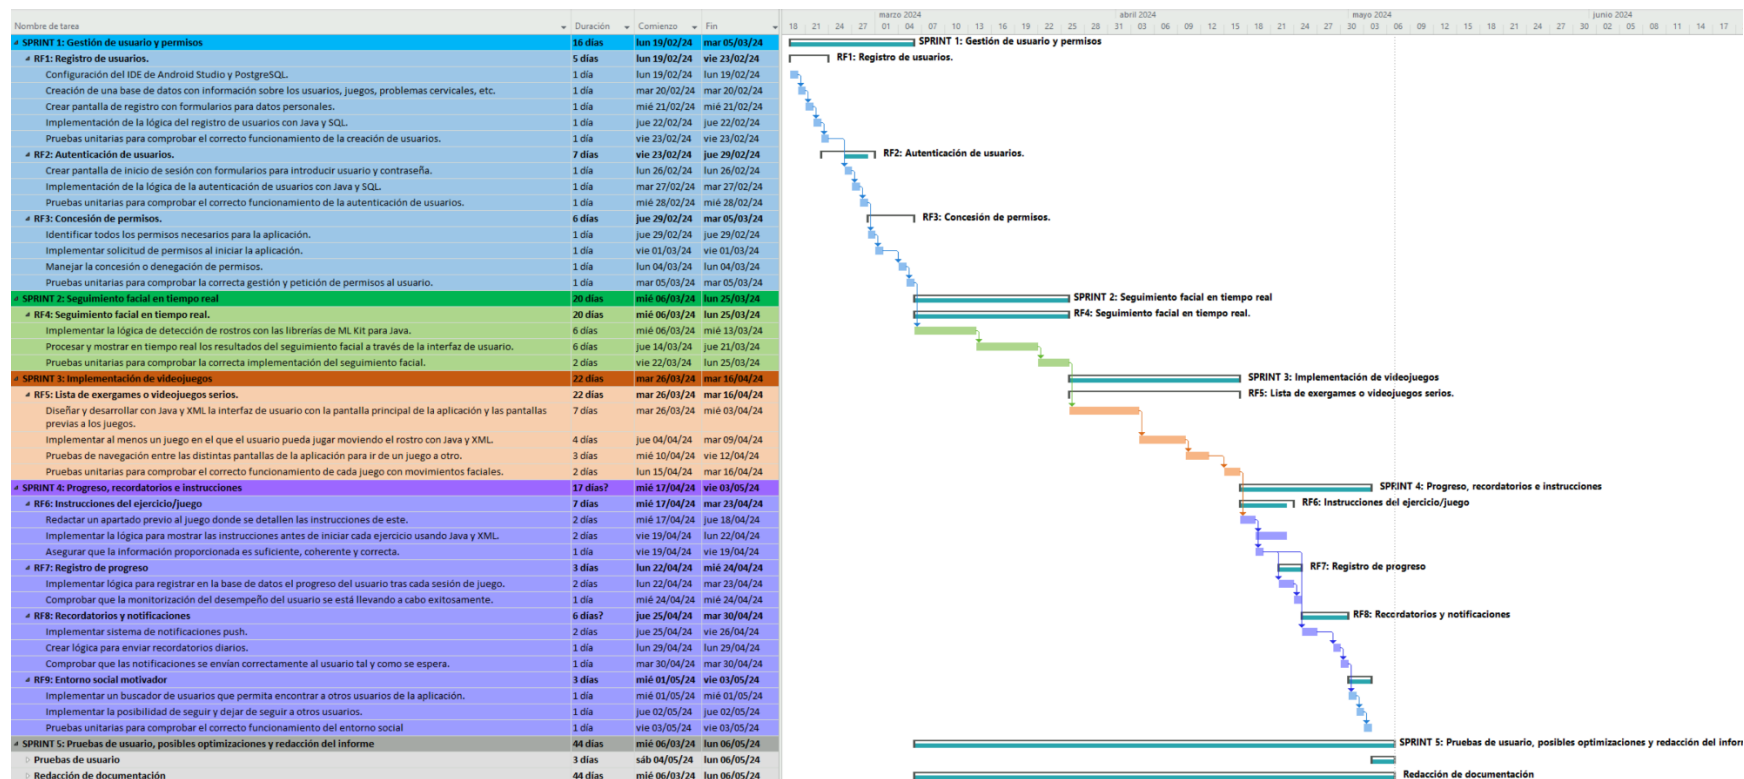 marzo 2024 abril 2024 mayo 2024 junio 2024
Nombre de tarea Duración Comienzo Fin 18 21 24 27 01 04 07 10 13 16 19 22 25 28 31 03 06 09 12 15 18 21 24 27 30 03 06 09 12 15 18 21 24 27 30 02 05 08 11 14 17
SPRINT 1: Gestión de usuario y permisos 16 días lun 19/02/24 mar 05/03/24 SPRINT 1: Gestión de usuario y permisos
RF1: Registro de usuarios. 5 días lun 19/02/24 vie 23/02/24 RF1: Registro de usuarios.
Configuración del IDE de Android Studio y PostgreSQL. 1 día lun 19/02/24 lun 19/02/24
Creación de una base de datos con información sobre los usuarios, juegos, problemas cervicales, etc. 1 día mar 20/02/24 mar 20/02/24
Crear pantalla de registro con formularios para datos personales. 1 día mié 21/02/24 mié 21/02/24
Implementación de la lógica del registro de usuarios con Java y SQL. 1 día jue 22/02/24 jue 22/02/24
Pruebas unitarias para comprobar el correcto funcionamiento de la creación de usuarios. 1 día vie 23/02/24 vie 23/02/24
RF2: Autenticación de usuarios. 7 días vie 23/02/24 jue 29/02/24 RF2: Autenticación de usuarios.
Crear pantalla de inicio de sesión con formularios para introducir usuario y contraseña. 1 día lun 26/02/24 lun 26/02/24
Implementación de la lógica de la autenticación de usuarios con Java y SQL. 1 día mar 27/02/24 mar 27/02/24
Pruebas unitarias para comprobar el correcto funcionamiento de la autenticación de usuarios. 1 día mié 28/02/24 mié 28/02/24
RF3: Concesión de permisos. 6 días jue 29/02/24 mar 05/03/24 RF3: Concesión de permisos.
Identificar todos los permisos necesarios para la aplicación. 1 día jue 29/02/24 jue 29/02/24
Implementar solicitud de permisos al iniciar la aplicación. 1 día vie 01/03/24 vie 01/03/24
Manejar la concesión o denegación de permisos. 1 día lun 04/03/24 lun 04/03/24
Pruebas unitarias para comprobar la correcta gestión y petición de permisos al usuario. 1 día mar 05/03/24 mar 05/03/24
SPRINT 2: Seguimiento facial en tiempo real 20 días mié 06/03/24 lun 25/03/24 SPRINT 2: Seguimiento facial en tiempo real
RF4: Seguimiento facial en tiempo real. 20 días mié 06/03/24 lun 25/03/24 RF4: Seguimiento facial en tiempo real.
Implementar la lógica de detección de rostros con las librerías de ML Kit para Java. 6 días mié 06/03/24 mié 13/03/24
Procesar y mostrar en tiempo real los resultados del seguimiento facial a través de la interfaz de usuario. 6 días jue 14/03/24 jue 21/03/24
Pruebas unitarias para comprobar la correcta implementación del seguimiento facial. 2 días vie 22/03/24 lun 25/03/24
SPRINT 3: Implementación de videojuegos 22 días mar 26/03/24 mar 16/04/24 SPRINT 3: Implementación de videojuegos
RF5: Lista de exergames o videojuegos serios. 22 días mar 26/03/24 mar 16/04/24 RF5: Lista de exergames o videojuegos serios.
Diseñar y desarrollar con Java y XML la interfaz de usuario con la pantalla principal de la aplicación y las pantallas 7 días mar 26/03/24 mié 03/04/24
previas a los juegos.
Implementar al menos un juego en el que el usuario pueda jugar moviendo el rostro con Java y XML. 4 días jue 04/04/24 mar 09/04/24
Pruebas de navegación entre las distintas pantallas de la aplicación para ir de un juego a otro. 3 días mié 10/04/24 vie 12/04/24
Pruebas unitarias para comprobar el correcto funcionamiento de cada juego con movimientos faciales. 2 días lun 15/04/24 mar 16/04/24
SPRINT 4: Progreso, recordatorios e instrucciones 17 días? mié 17/04/24 vie 03/05/24 SPRINT 4: Progreso, recordatorios e instrucciones
RF6: Instrucciones del ejercicio/juego 7 días mié 17/04/24 mar 23/04/24 RF6: Instrucciones del ejercicio/juego
Redactar un apartado previo al juego donde se detallen las instrucciones de este. 2 días mié 17/04/24 jue 18/04/24
Implementar la lógica para mostrar las instrucciones antes de iniciar cada ejercicio usando Java y XML. 2 días vie 19/04/24 lun 22/04/24
Asegurar que la información proporcionada es suficiente, coherente y correcta. 1 día vie 19/04/24 vie 19/04/24
RF7: Registro de progreso 3 días lun 22/04/24 mié 24/04/24 RF7: Registro de progreso
Implementar lógica para registrar en la base de datos el progreso del usuario tras cada sesión de juego. 2 días lun 22/04/24 mar 23/04/24
Comprobar que la monitorización del desempeño del usuario se está llevando a cabo exitosamente. 1 día mié 24/04/24 mié 24/04/24
RF8: Recordatorios y notificaciones 6 días? jue 25/04/24 mar 30/04/24 RF8: Recordatorios y notificaciones
Implementar sistema de notificaciones push. 2 días jue 25/04/24 vie 26/04/24
Crear lógica para enviar recordatorios diarios. 1 día lun 29/04/24 lun 29/04/24
Comprobar que las notificaciones se envían correctamente al usuario tal y como se espera. 1 día mar 30/04/24 mar 30/04/24
RF9: Entorno social motivador 3 días mié 01/05/24 vie 03/05/24
Implementar un buscador de usuarios que permita encontrar a otros usuarios de la aplicación. 1 día mié 01/05/24 mié 01/05/24
Implementar la posibilidad de seguir y dejar de seguir a otros usuarios. 1 día jue 02/05/24 jue 02/05/24
Pruebas unitarias para comprobar el correcto funcionamiento del entorno social 1 día vie 03/05/24 vie 03/05/24
SPRINT 5: Pruebas de usuario, posibles optimizaciones y redacción del informe 44 días mié 06/03/24 lun 06/05/24 SPRINT 5: Pruebas de usuario, posibles optimizaciones y redacción del infor
Pruebas de usuario 3 días sáb 04/05/24 lun 06/05/24
Redacción de documentación 44 días mié 06/03/24 lun 06/05/24 Redacción de documentación